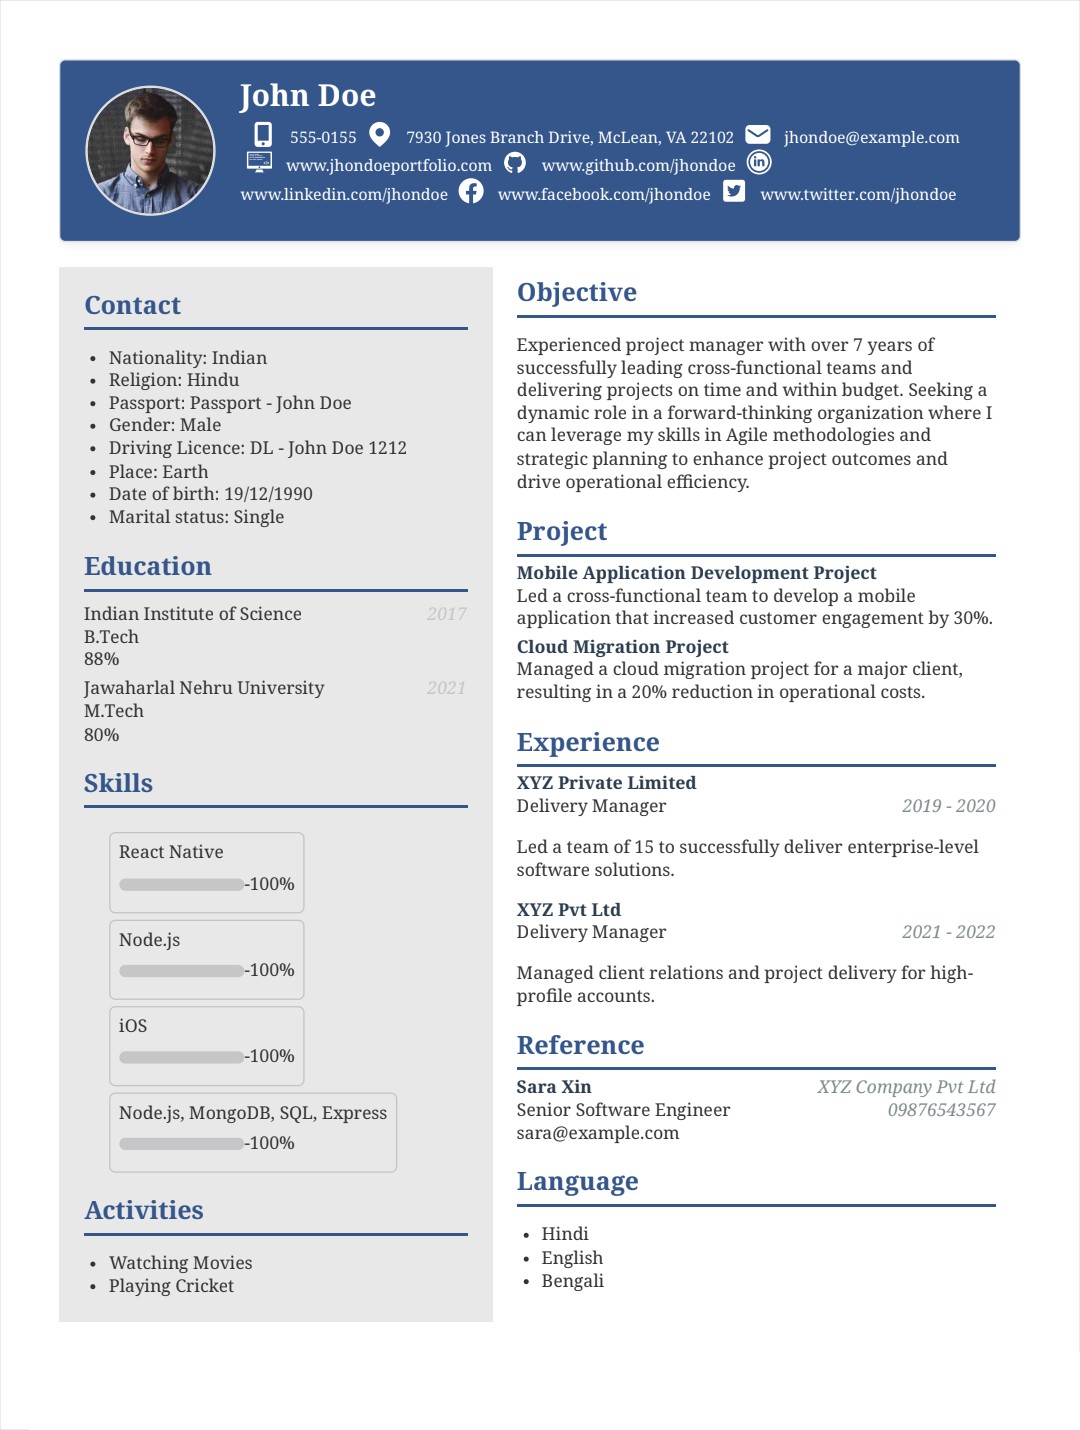 John Doe
555-0155 7930 Jones Branch Drive, McLean, VA 22102 jhondoe@example.com
www.jhondoeportfolio.com www.github.com/jhondoe
www.linkedin.com/jhondoe www.facebook.com/jhondoe www.twitter.com/jhondoe
Contact
• Nationality: Indian
• Religion: Hindu
• Passport: Passport - John Doe
• Gender: Male
• Driving Licence: DL - John Doe 1212
• Place: Earth
• Date of birth: 19/12/1990
• Marital status: Single
Education
Indian Institute of Science 2017
B.Tech
88%
Jawaharlal Nehru University 2021
M.Tech
80%
Skills
React Native
-100%
Node.js
-100%
iOS
-100%
Node.js, MongoDB, SQL, Express
-100%
Activities
• Watching Movies
• Playing Cricket
Objective
Experienced project manager with over 7 years of
successfully leading cross-functional teams and
delivering projects on time and within budget. Seeking a
dynamic role in a forward-thinking organization where I
can leverage my skills in Agile methodologies and
strategic planning to enhance project outcomes and
drive operational efficiency.
Project
Mobile Application Development Project
Led a cross-functional team to develop a mobile
application that increased customer engagement by 30%.
Cloud Migration Project
Managed a cloud migration project for a major client,
resulting in a 20% reduction in operational costs.
Experience
XYZ Private Limited
Delivery Manager 2019 - 2020
Led a team of 15 to successfully deliver enterprise-level
software solutions.
XYZ Pvt Ltd
Delivery Manager 2021 - 2022
Managed client relations and project delivery for high-
profile accounts.
Reference
Sara Xin XYZ Company Pvt Ltd
Senior Software Engineer 09876543567
sara@example.com
Language
• Hindi
• English
• Bengali